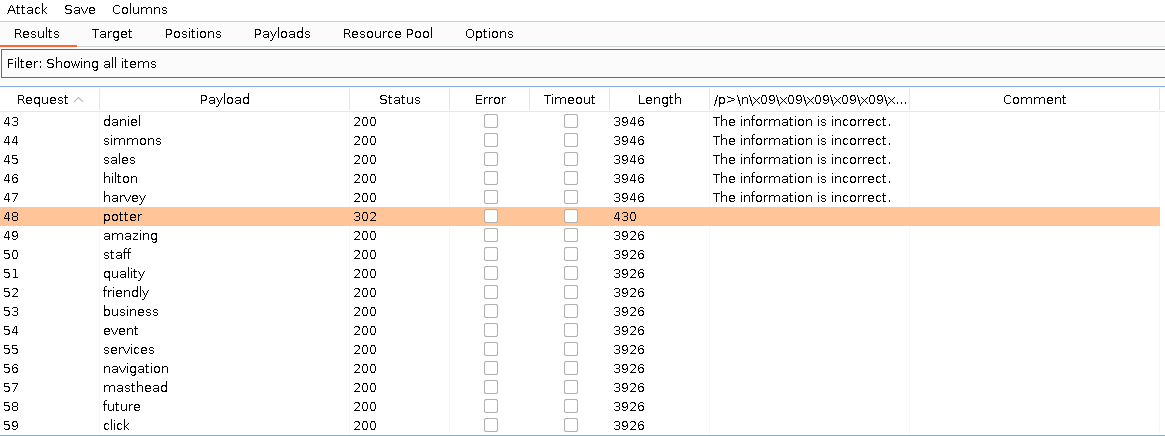 Attack Save Columns
Results Target Positions Payloads Resource Pool Options
Filter: Showing all items
Request Payload Status Error Timeout Length /p>\n\x09\x09\x09\x09\x09\x... Comment
43 daniel 200 3946 The information is incorrect.
44 simmons 200 3946 The information is incorrect.
45 sales 200 3946 The information is incorrect.
46 hilton 200 3946 The information is incorrect.
47 harvey 200 3946 The information is incorrect.
48 potter 302 430
49 amazing 200 3926
50 staff 200 3926
51 quality 200 3926
52 friendly 200 3926
53 business 200 3926
54 event 200 3926
55 services 200 3926
56 navigation 200 3926
57 masthead 200 3926
58 future 200 3926
59 click 200 3926